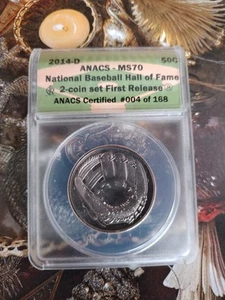 2014-D 50C
ANACS - MS70
National Baseball Hall of Fame
2-coin set First Release
ANACS Certified #004 of 168